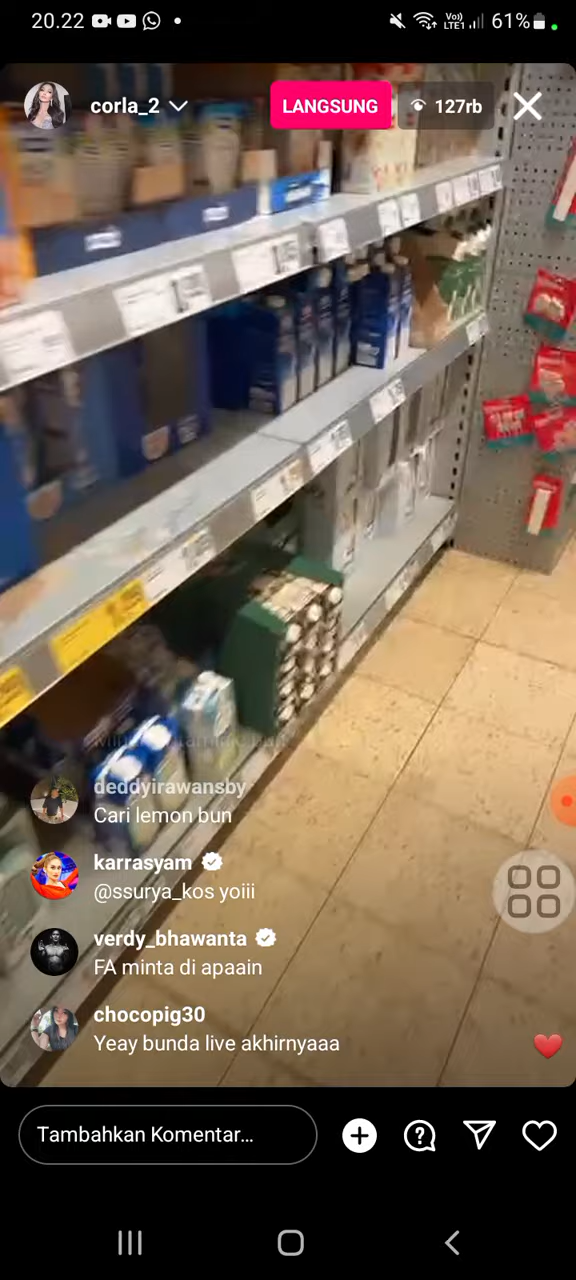 20.22
Vo))
LTE1
61%
corla_2
LANGSUNG
127rb
deddyirawansby
Cari lemon bun
karrasyam
@ssurya_kos yoiii
verdy_bhawanta
FA minta di apaain
chocopig30
Yeay bunda live akhirnyaaa
Tambahkan Komentar...